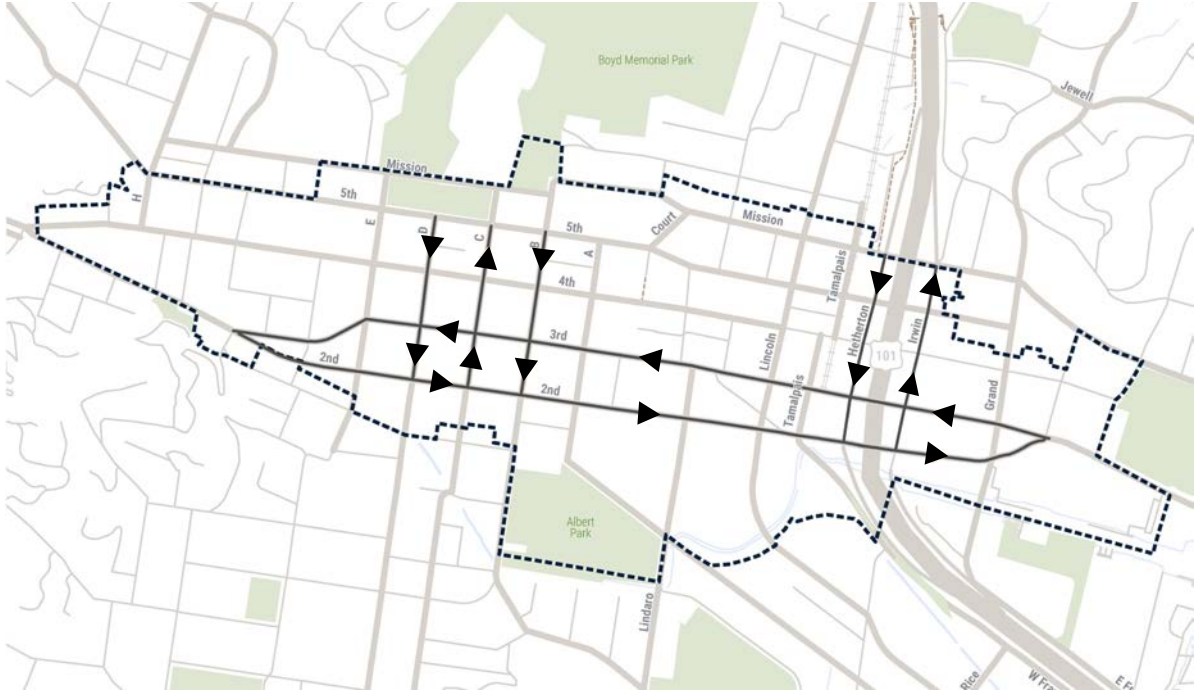 Boyd Memorial Park
Jewell
Mission
5th
H
E
D
C
B
5th
A
Court
Mission
Tamalpais
4th
Hetherton
Irwin
101
3rd
2nd
Lincoln
Tamalpais
Grand
2nd
Albert
Park
Lindaro
Rice
W Fr
E F